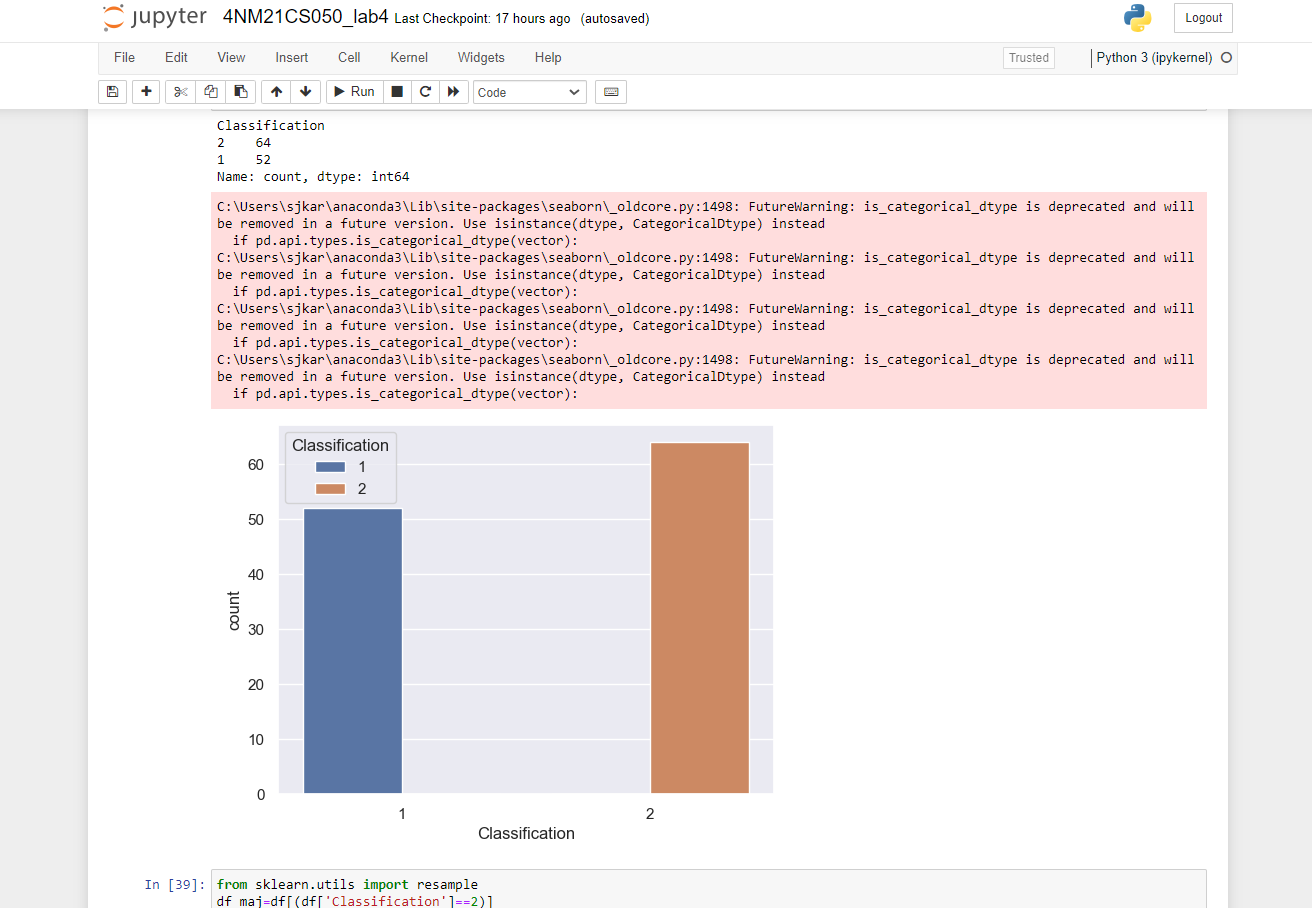 jupyter 4NM21CS050_lab4 Last Checkpoint: 17 hours ago (autosaved) Logout
File Edit View Insert Cell Kernel Widgets Help Trusted Python 3 (ipykernel)
Run Code
Classification
2    64
1    52
Name: count, dtype: int64
C:\Users\sjkar\anaconda3\Lib\site-packages\seaborn\_oldcore.py:1498: FutureWarning: is_categorical_dtype is deprecated and will
be removed in a future version. Use isinstance(dtype, CategoricalDtype) instead
  if pd.api.types.is_categorical_dtype(vector):
C:\Users\sjkar\anaconda3\Lib\site-packages\seaborn\_oldcore.py:1498: FutureWarning: is_categorical_dtype is deprecated and will
be removed in a future version. Use isinstance(dtype, CategoricalDtype) instead
  if pd.api.types.is_categorical_dtype(vector):
C:\Users\sjkar\anaconda3\Lib\site-packages\seaborn\_oldcore.py:1498: FutureWarning: is_categorical_dtype is deprecated and will
be removed in a future version. Use isinstance(dtype, CategoricalDtype) instead
  if pd.api.types.is_categorical_dtype(vector):
C:\Users\sjkar\anaconda3\Lib\site-packages\seaborn\_oldcore.py:1498: FutureWarning: is_categorical_dtype is deprecated and will
be removed in a future version. Use isinstance(dtype, CategoricalDtype) instead
  if pd.api.types.is_categorical_dtype(vector):
Classification
1
2
60
50
40
30
20
10
0
count
1 2
Classification
In [39]: from sklearn.utils import resample
df_maj=df[(df['Classification']==2)]